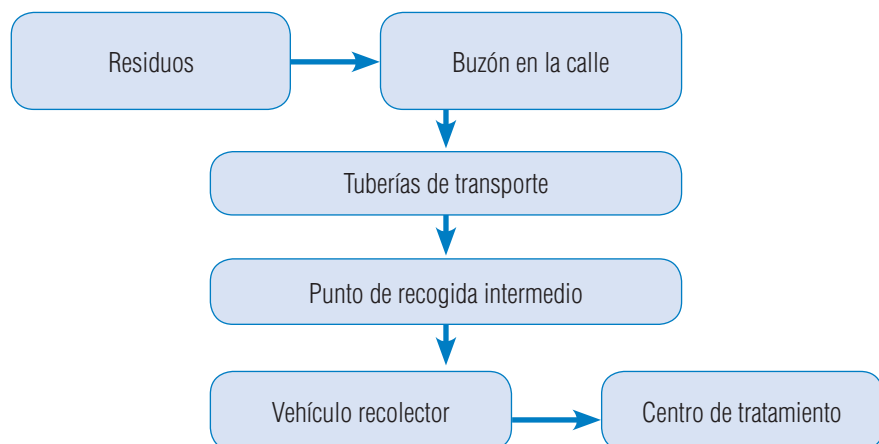 Residuos
Buzón en la calle
Tuberías de transporte
Punto de recogida intermedio
Vehículo recolector
Centro de tratamiento